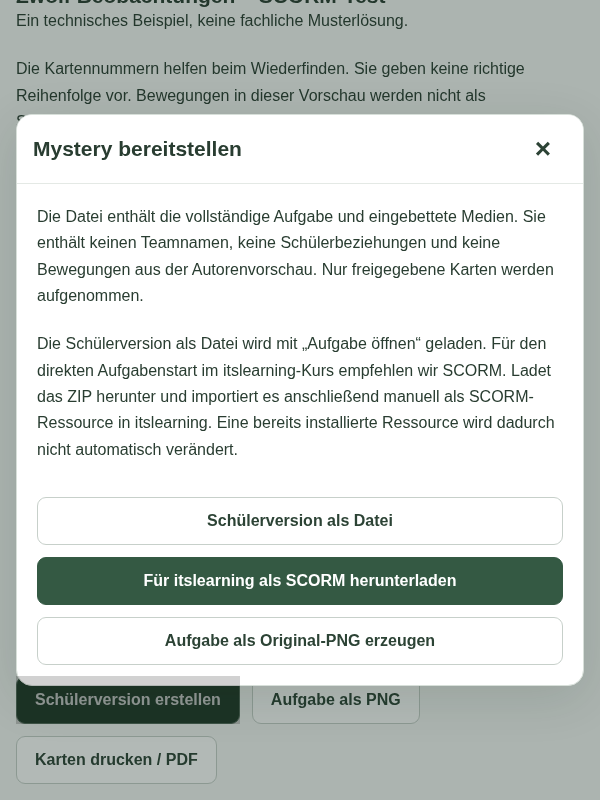 Zwölf Beobachtungen – SCORM-Test
Ein technisches Beispiel, keine fachliche Musterlösung.
Die Kartennummern helfen beim Wiederfinden. Sie geben keine richtige
Reihenfolge vor. Bewegungen in dieser Vorschau werden nicht als
Mystery bereitstellen
×
Die Datei enthält die vollständige Aufgabe und eingebettete Medien. Sie
enthält keinen Teamnamen, keine Schülerbeziehungen und keine
Bewegungen aus der Autorenvorschau. Nur freigegebene Karten werden
aufgenommen.
Die Schülerversion als Datei wird mit „Aufgabe öffnen“ geladen. Für den
direkten Aufgabenstart im itslearning-Kurs empfehlen wir SCORM. Ladet
das ZIP herunter und importiert es anschließend manuell als SCORM-
Ressource in itslearning. Eine bereits installierte Ressource wird dadurch
nicht automatisch verändert.
Schülerversion als Datei
Für itslearning als SCORM herunterladen
Aufgabe als Original-PNG erzeugen
Schülerversion erstellen
Aufgabe als PNG
Karten drucken / PDF